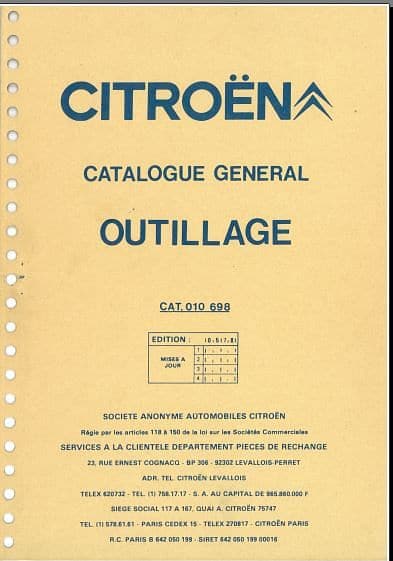 CITROËN
CATALOGUE GENERAL
OUTILLAGE
CAT. 010 698
EDITION :
MISES A
JOUR
1
2
3
4
SOCIETE ANONYME AUTOMOBILES CITROËN
Régie par les articles 118 à 150 de la loi sur les Sociétés Commerciales
SERVICES A LA CLIENTELE DEPARTEMENT PIECES DE RECHANGE
23, RUE ERNEST COGNACQ - BP 306 - 92302 LEVALLOIS-PERRET
ADR. TEL. CITROËN LEVALLOIS
TELEX 620732 - TEL. (1) 758.17.17 - S. A. AU CAPITAL DE 965.860.000 F
SIEGE SOCIAL 117 A 167, QUAI A. CITROËN 75747
TEL. (1) 578.61.61 - PARIS CEDEX 15 - TELEX 270817 - CITROËN PARIS
R.C. PARIS B 642 050 199 - SIRET 642 050 199 00016